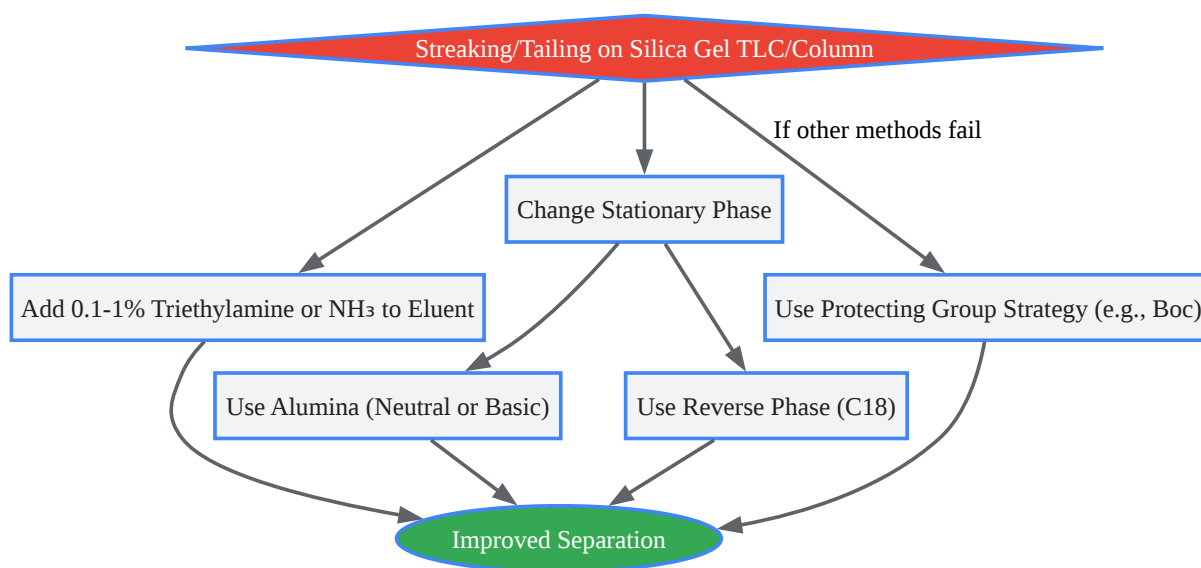 Streaking/Tailing on Silica Gel TLC/Column
If other methods fail
Change Stationary Phase
Add 0.1-1% Triethylamine or NH₃ to Eluent
Use Protecting Group Strategy (e.g., Boc)
Use Alumina (Neutral or Basic)
Use Reverse Phase (C18)
Improved Separation